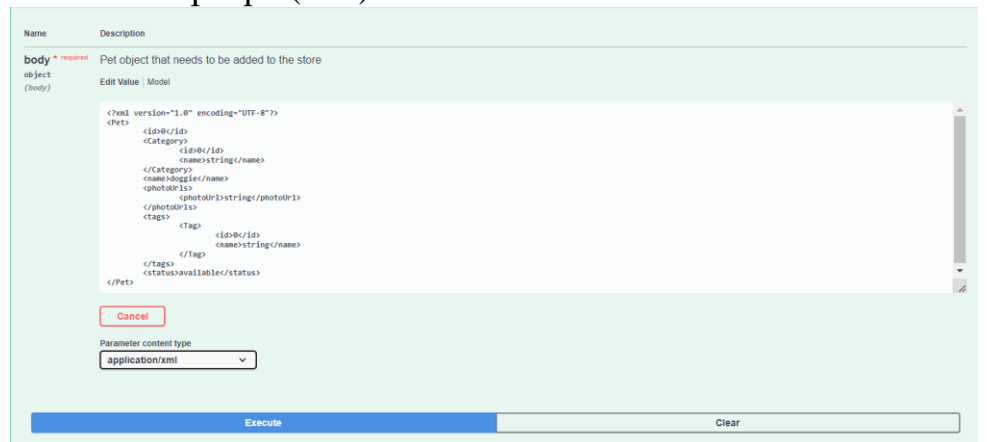 Name Description
body * required Pet object that needs to be added to the store
object
(body)
Edit Value | Model
<?xml version="1.0" encoding="UTF-8"?>
<Pet>
	<id>0</id>
	<Category>
		<id>0</id>
		<name>string</name>
	</Category>
	<name>doggie</name>
	<photoUrls>
		<photoUrl>string</photoUrl>
	</photoUrls>
	<tags>
		<Tag>
			<id>0</id>
			<name>string</name>
		</Tag>
	</tags>
	<status>available</status>
</Pet>
Cancel
Parameter content type
application/xml
Execute Clear